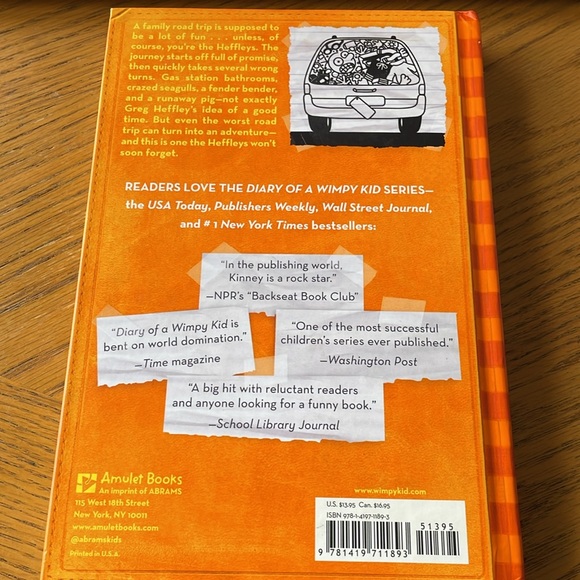 A family road trip is supposed to
be a lot of fun . . . unless, of
course, you're the Heffleys. The
journey starts off full of promise,
then quickly takes several wrong
turns. Gas station bathrooms,
crazed seagulls, a fender bender,
and a runaway pig—not exactly
Greg Heffley's idea of a good
time. But even the worst road
trip can turn into an adventure—
and this is one the Heffleys won't
soon forget.
READERS LOVE THE DIARY OF A WIMPY KID SERIES—
the USA Today, Publishers Weekly, Wall Street Journal,
and #1 New York Times bestsellers:
"In the publishing world,
Kinney is a rock star."
—NPR's "Backseat Book Club"
"Diary of a Wimpy Kid is
bent on world domination."
—Time magazine
"One of the most successful
children's series ever published."
—Washington Post
"A big hit with reluctant readers
and anyone looking for a funny book."
—School Library Journal
Amulet Books
An imprint of ABRAMS
115 West 18th Street
New York, NY 10011
www.amuletbooks.com
@abramskids
Printed in U.S.A.
www.wimpykid.com
U.S. $13.95 Can. $16.95
ISBN 978-1-4197-1189-3
51395
9 781419 711893